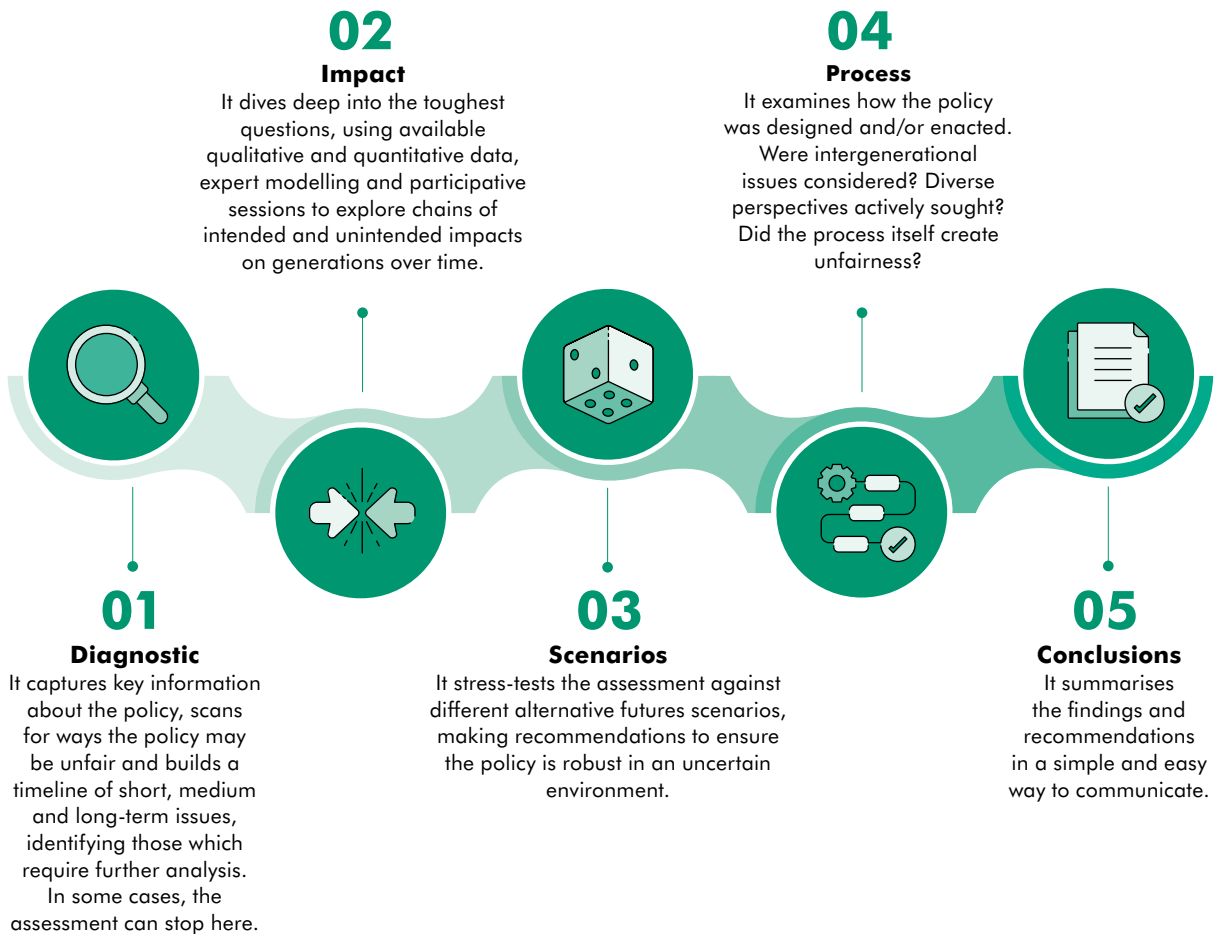 01
Diagnostic
It captures key information
about the policy, scans
for ways the policy may
be unfair and builds a
timeline of short, medium
and long-term issues,
identifying those which
require further analysis.
In some cases, the
assessment can stop here.
02
Impact
It dives deep into the toughest
questions, using available
qualitative and quantitative data,
expert modelling and participative
sessions to explore chains of
intended and unintended impacts
on generations over time.
03
Scenarios
It stress-tests the assessment against
different alternative futures scenarios,
making recommendations to ensure
the policy is robust in an uncertain
environment.
04
Process
It examines how the policy
was designed and/or enacted.
Were intergenerational
issues considered? Diverse
perspectives actively sought?
Did the process itself create
unfairness?
05
Conclusions
It summarises
the findings and
recommendations
in a simple and easy
way to communicate.